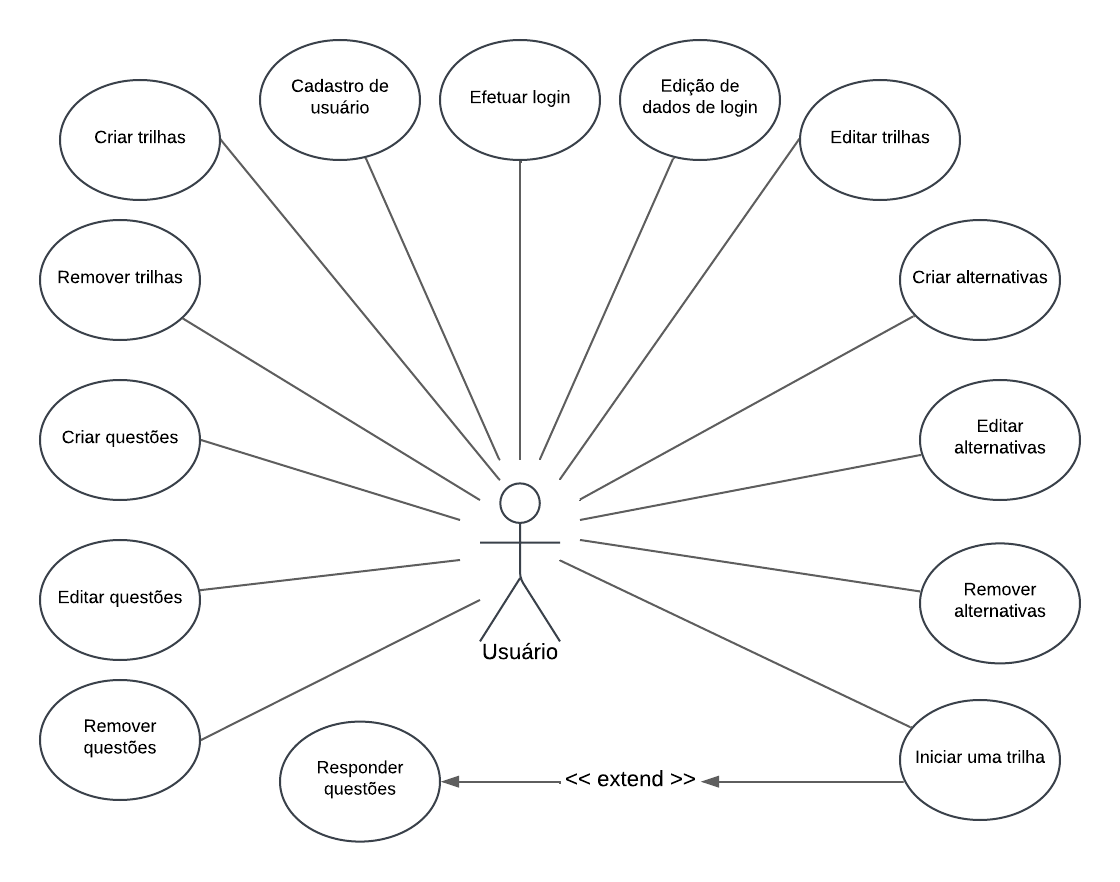 Cadastro de
usuário
Efetuar login
Edição de
dados de login
Criar trilhas
Editar trilhas
Remover trilhas
Criar alternativas
Criar questões
Editar
alternativas
Editar questões
Remover
alternativas
Usuário
Remover
questões
Responder
questões
<< extend >>
Iniciar uma trilha